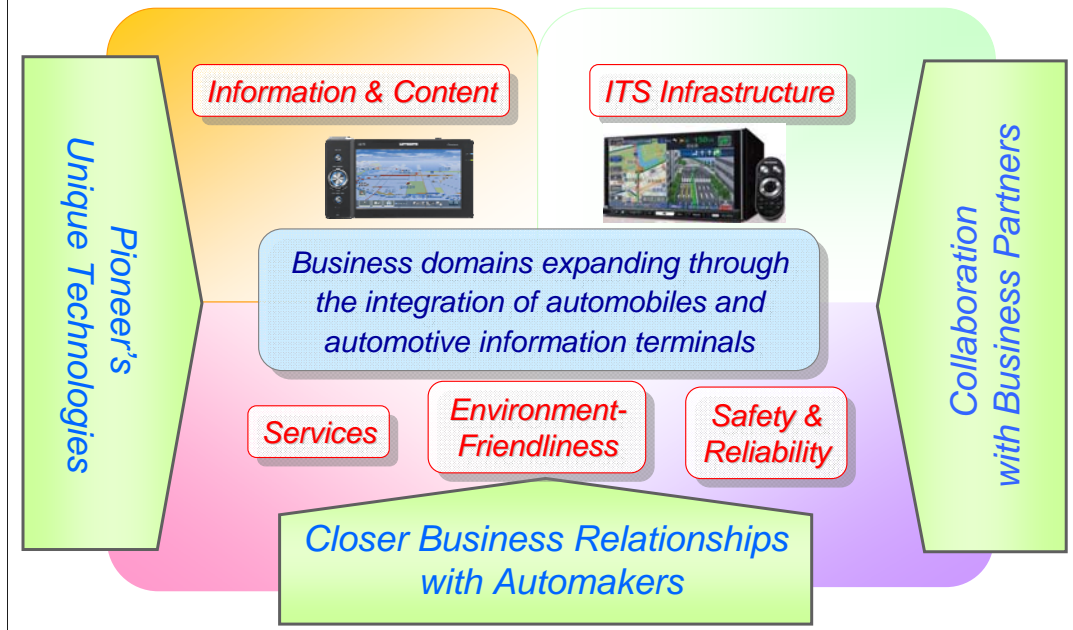 Information & Content
ITS Infrastructure
Pioneer's
Unique Technologies
Business domains expanding through
the integration of automobiles and
automotive information terminals
Collaboration
with Business Partners
Services
Environment-
Friendliness
Safety &
Reliability
Closer Business Relationships
with Automakers